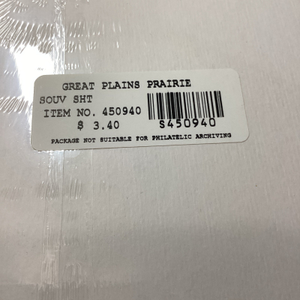 GREAT PLAINS PRAIRIE
SOUV SHT
ITEM NO. 450940
$ 3.40
S450940
PACKAGE NOT SUITABLE FOR PHILATELIC ARCHIVING